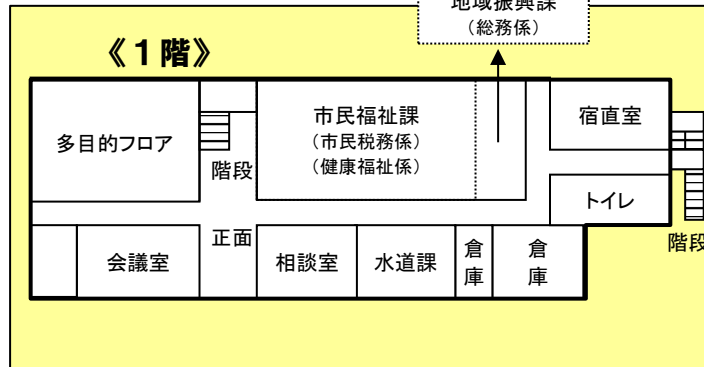 地域振興課
（総務係）
《１階》
多目的フロア
階段
市民福祉課
（市民税務係）
（健康福祉係）
宿直室
トイレ
階段
会議室
正面
相談室
水道課
倉庫
倉庫